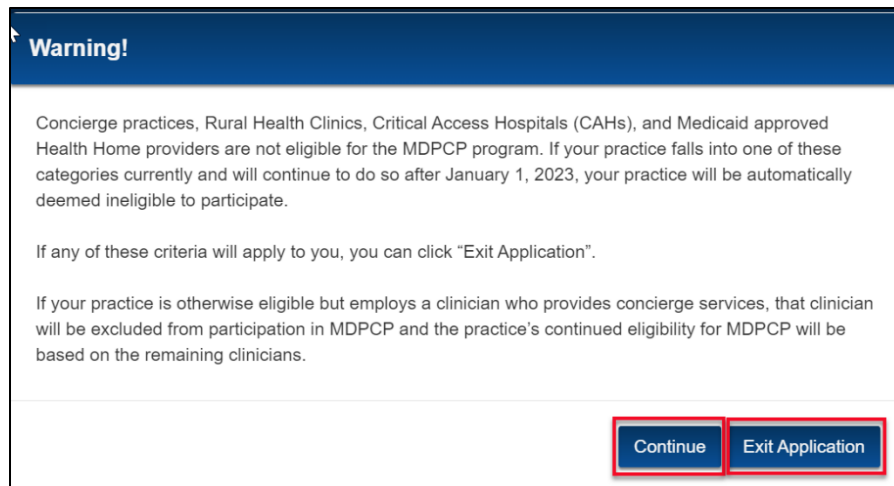 Warning!
Concierge practices, Rural Health Clinics, Critical Access Hospitals (CAHs), and Medicaid approved
Health Home providers are not eligible for the MDPCP program. If your practice falls into one of these
categories currently and will continue to do so after January 1, 2023, your practice will be automatically
deemed ineligible to participate.
If any of these criteria will apply to you, you can click “Exit Application”.
If your practice is otherwise eligible but employs a clinician who provides concierge services, that clinician
will be excluded from participation in MDPCP and the practice’s continued eligibility for MDPCP will be
based on the remaining clinicians.
Continue Exit Application